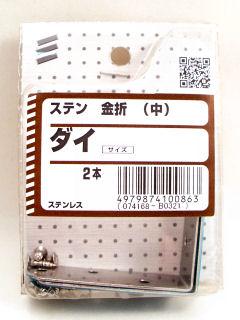 ステン 金折 （中）
ダイ
サイズ
2本
4979874100863
(074168-B0321)
ステンレス